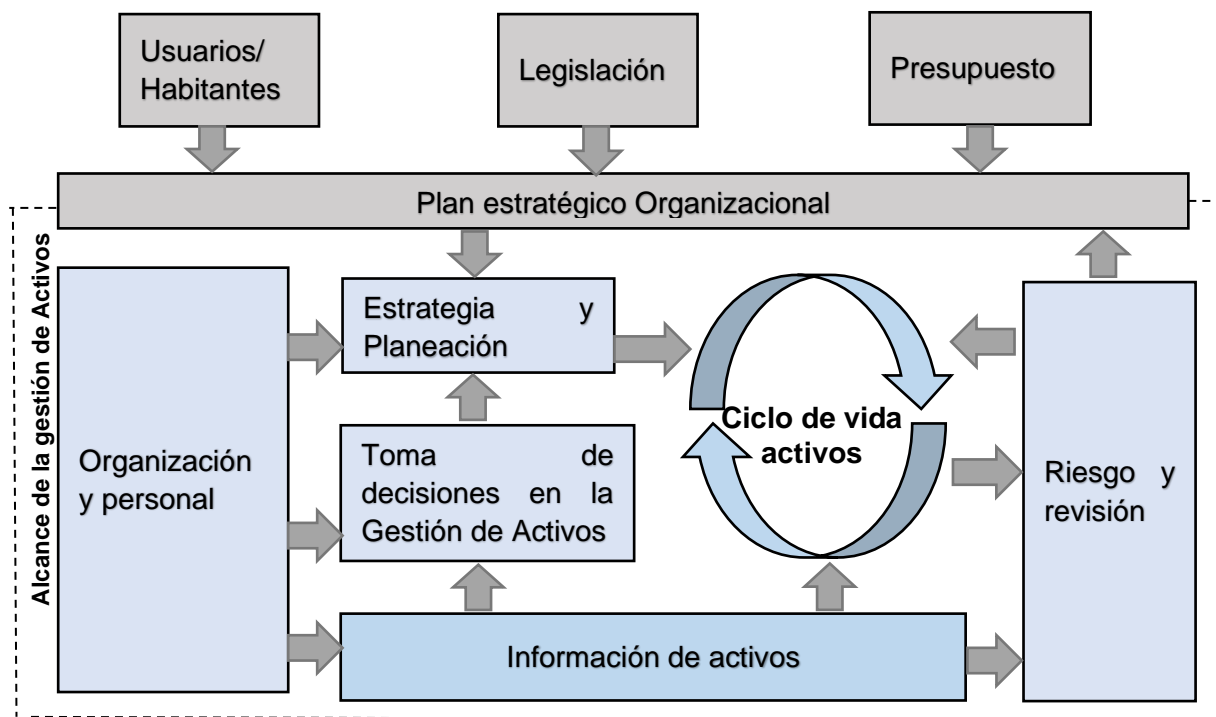 Usuarios/
Habitantes
Legislación
Presupuesto
Plan estratégico Organizacional
Alcance de la gestión de Activos
Organización
y personal
Estrategia y
Planeación
Toma de
decisiones en la
Gestión de Activos
Ciclo de vida
activos
Riesgo y
revisión
Información de activos